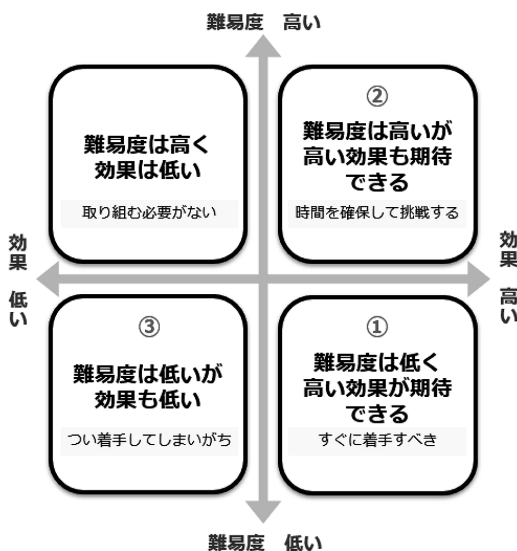 難易度 高い
難易度は高く
効果は低い
取り組む必要がない
②
難易度は高いが
高い効果も期待
できる
時間を確保して挑戦する
効果 低い
効果 高い
③
難易度は低いが
効果も低い
つい着手してしまいがち
①
難易度は低く
高い効果が期待
できる
すぐに着手すべき
難易度 低い